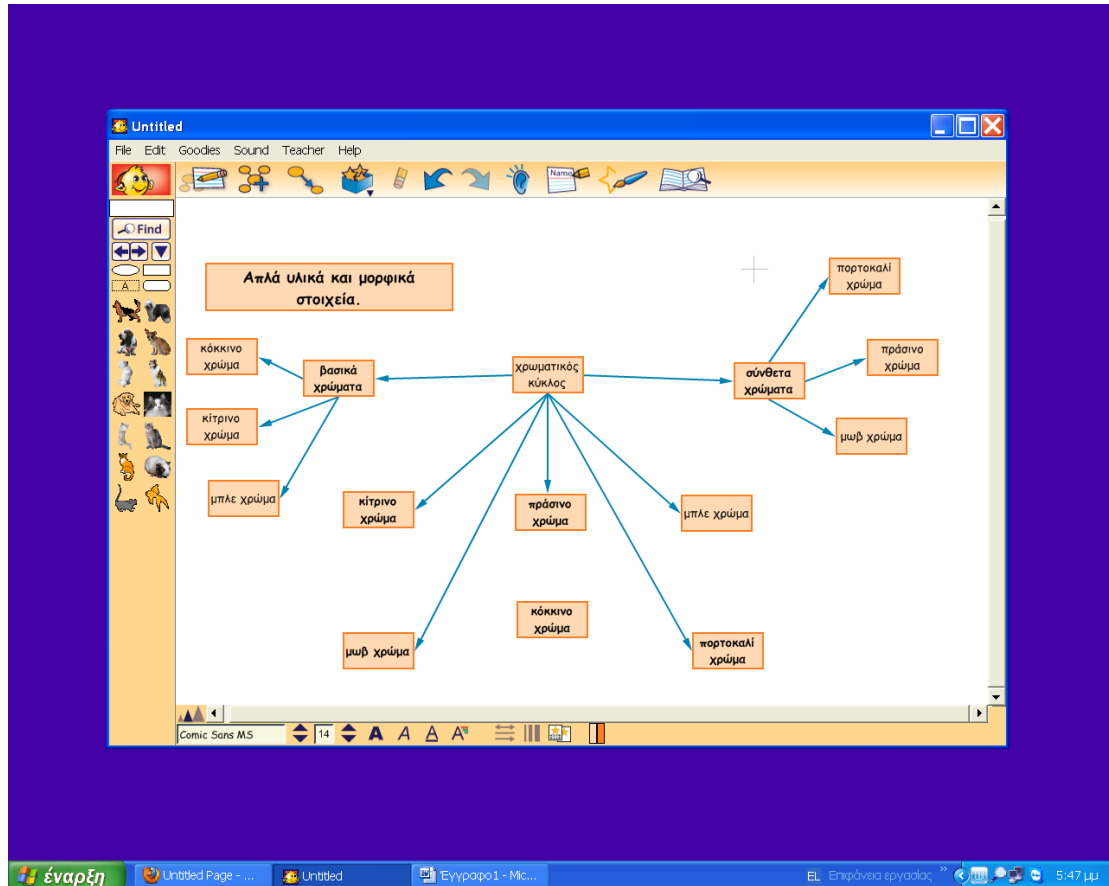 Untitled
File Edit Goodies Sound Teacher Help
Name
Find
A
Απλά υλικά και μορφικά
στοιχεία.
πορτοκαλί
χρώμα
κόκκινο
χρώμα
βασικά
χρώματα
χρωματικός
κύκλος
σύνθετα
χρώματα
πράσινο
χρώμα
κίτρινο
χρώμα
μωβ χρώμα
μπλε χρώμα
κίτρινο
χρώμα
πράσινο
χρώμα
μπλε χρώμα
κόκκινο
χρώμα
μωβ χρώμα
πορτοκαλί
χρώμα
Comic Sans MS 14 A A A A
έναρξη Untitled Page - ... Untitled Έγγραφο1 - Mic... EL Επιφάνεια εργασίας » 5:47 μμ